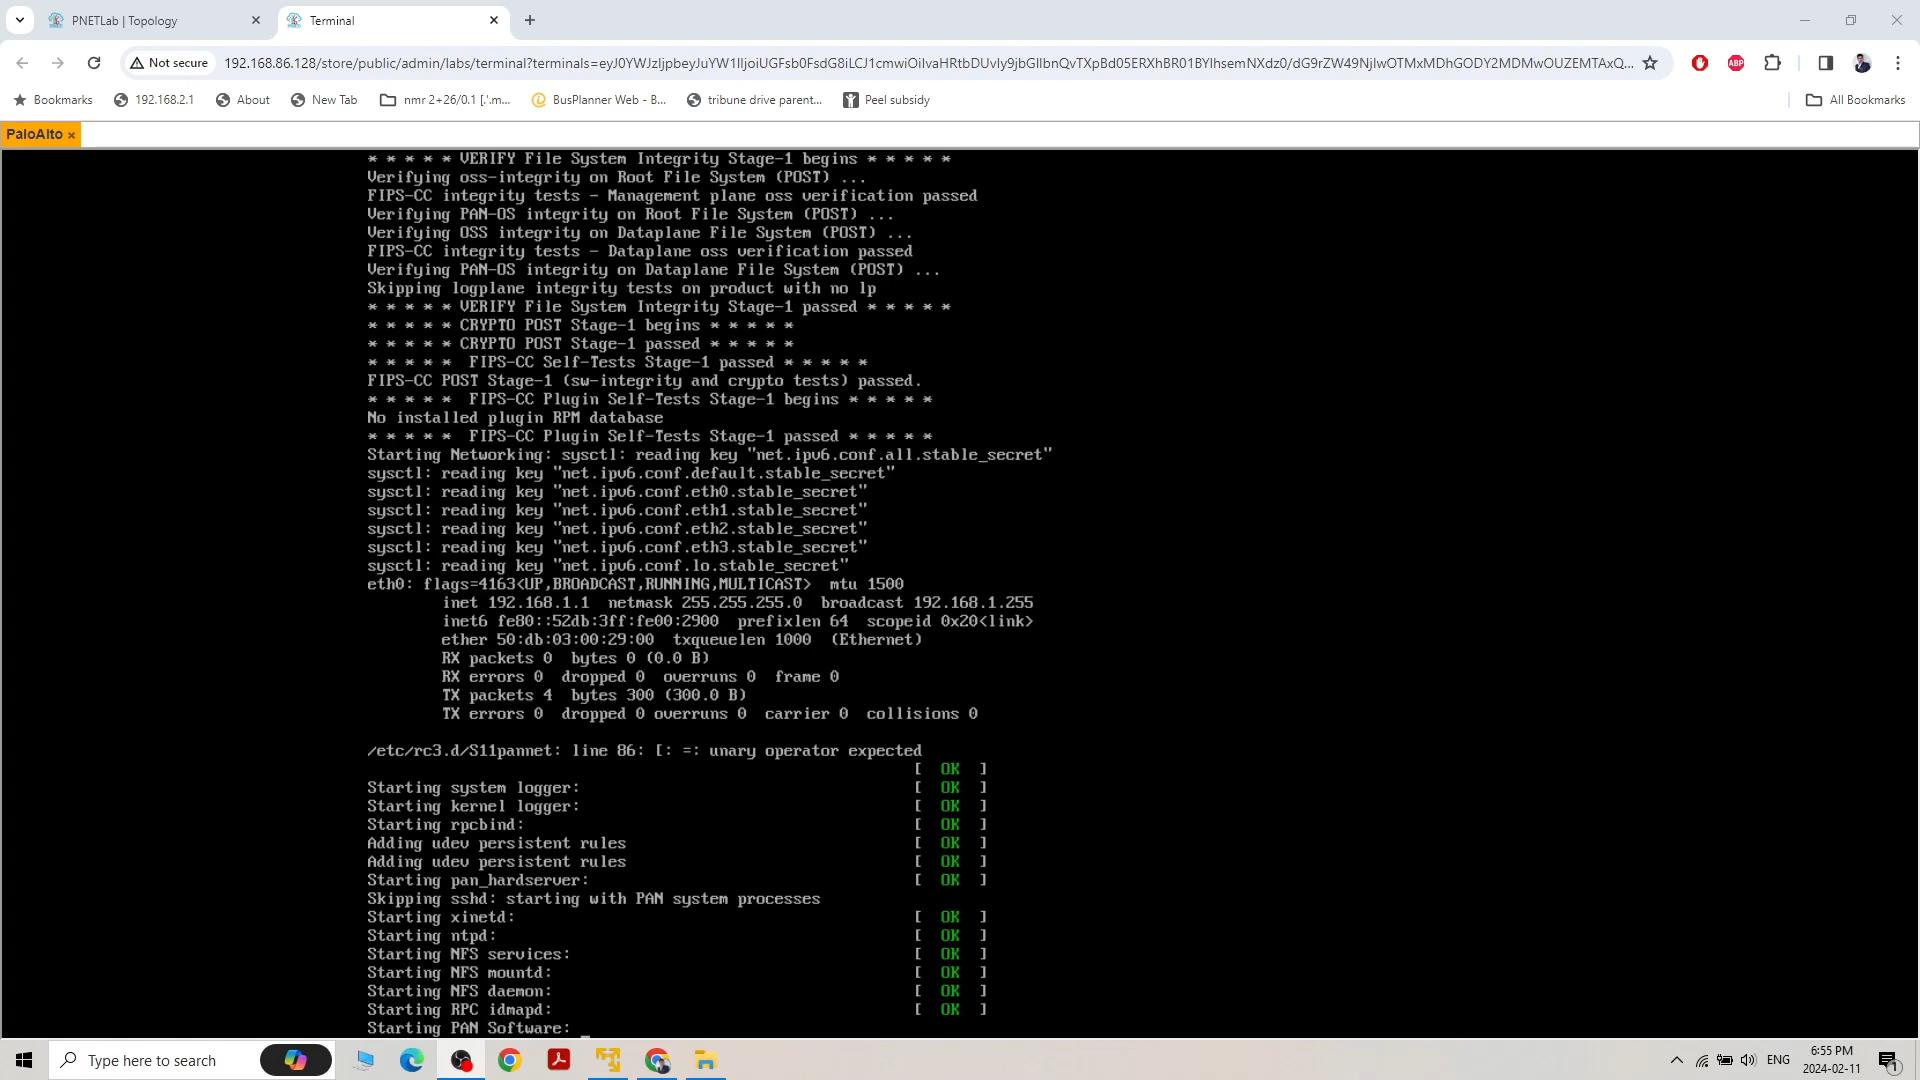 PNETLab | Topology
Terminal
Not secure
192.168.86.128/store/public/admin/labs/terminal?terminals=
Bookmarks
192.168.2.1
About
New Tab
nmr 2+26/0.1 [.'.m...
BusPlanner Web - B...
tribune drive parent...
Peel subsidy
All Bookmarks
PaloAlto ×
* * * * * VERIFY File System Integrity Stage-1 begins * * * * *
Verifying oss-integrity on Root File System (POST) ...
FIPS-CC integrity tests - Management plane oss verification passed
Verifying PAN-OS integrity on Root File System (POST) ...
Verifying OSS integrity on Dataplane File System (POST) ...
FIPS-CC integrity tests - Dataplane oss verification passed
Verifying PAN-OS integrity on Dataplane File System (POST) ...
Skipping logplane integrity tests on product with no lp
* * * * * VERIFY File System Integrity Stage-1 passed * * * * *
* * * * * CRYPTO POST Stage-1 begins * * * * *
* * * * * CRYPTO POST Stage-1 passed * * * * *
* * * * *  FIPS-CC Self-Tests Stage-1 passed * * * * *
FIPS-CC POST Stage-1 (sw-integrity and crypto tests) passed.
* * * * *  FIPS-CC Plugin Self-Tests Stage-1 begins * * * * *
No installed plugin RPM database
* * * * *  FIPS-CC Plugin Self-Tests Stage-1 passed * * * * *
Starting Networking: sysctl: reading key "net.ipv6.conf.all.stable_secret"
sysctl: reading key "net.ipv6.conf.default.stable_secret"
sysctl: reading key "net.ipv6.conf.eth0.stable_secret"
sysctl: reading key "net.ipv6.conf.eth1.stable_secret"
sysctl: reading key "net.ipv6.conf.eth2.stable_secret"
sysctl: reading key "net.ipv6.conf.eth3.stable_secret"
sysctl: reading key "net.ipv6.conf.lo.stable_secret"
eth0: flags=4163<UP,BROADCAST,RUNNING,MULTICAST>  mtu 1500
inet 192.168.1.1  netmask 255.255.255.0  broadcast 192.168.1.255
inet6 fe80::52db:3ff:fe00:2900  prefixlen 64  scopeid 0x20<link>
ether 50:db:03:00:29:00  txqueuelen 1000  (Ethernet)
RX packets 0  bytes 0 (0.0 B)
RX errors 0  dropped 0  overruns 0  frame 0
TX packets 4  bytes 300 (300.0 B)
TX errors 0  dropped 0 overruns 0  carrier 0  collisions 0
/etc/rc3.d/S11pannet: line 86: [: =: unary operator expected
[  OK  ]
Starting system logger: [  OK  ]
Starting kernel logger: [  OK  ]
Starting rpcbind: [  OK  ]
Adding udev persistent rules [  OK  ]
Adding udev persistent rules [  OK  ]
Starting pan_hardserver: [  OK  ]
Skipping sshd: starting with PAN system processes
Starting xinetd: [  OK  ]
Starting ntpd: [  OK  ]
Starting NFS services: [  OK  ]
Starting NFS mountd: [  OK  ]
Starting NFS daemon: [  OK  ]
Starting RPC idmapd: [  OK  ]
Starting PAN Software: _
Type here to search
ENG
6:55 PM
2024-02-11
1
ABP